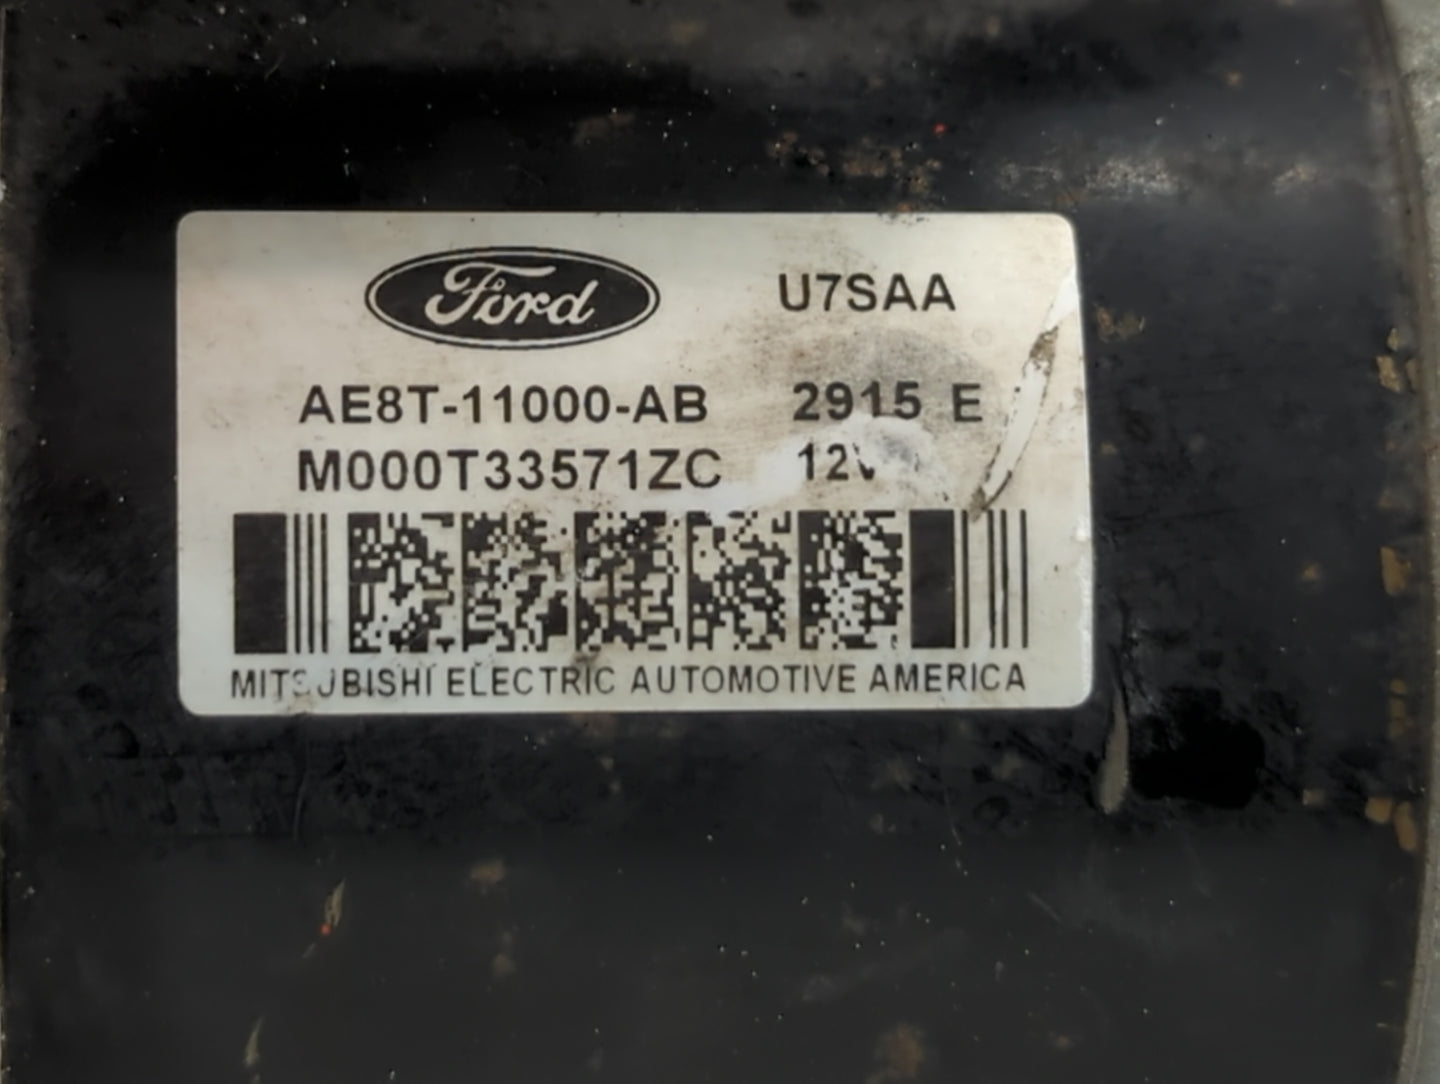 Ford U7SAA
AE8T-11000-AB 2915 E
M000T33571ZC
MITSUBISHI ELECTRIC AUTOMOTIVE AMERICA